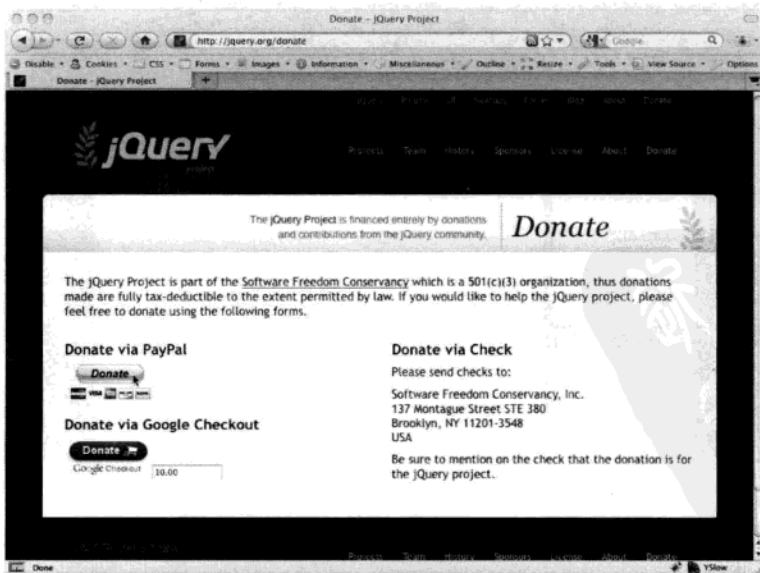 Donate – jQuery Project
http://jquery.org/donate
Google
Disable Cookies CSS Forms Images Information Miscellaneous Outline Resize Tools View Source Options
Donate – jQuery Project
Donate
jQuery
project
Projects Team History Sponsors License About Donate
The jQuery Project is financed entirely by donations
and contributions from the jQuery community.
Donate
The jQuery Project is part of the Software Freedom Conservancy which is a 501(c)(3) organization, thus donations
made are fully tax-deductible to the extent permitted by law. If you would like to help the jQuery project, please
feel free to donate using the following forms.
Donate via PayPal
Donate
VISA
Donate via Google Checkout
Donate
Google Checkout
10.00
Donate via Check
Please send checks to:
Software Freedom Conservancy, Inc.
137 Montague Street STE 380
Brooklyn, NY 11201-3548
USA
Be sure to mention on the check that the donation is for
the jQuery project.
Projects Team History Sponsors License About Donate
Done
YSlow